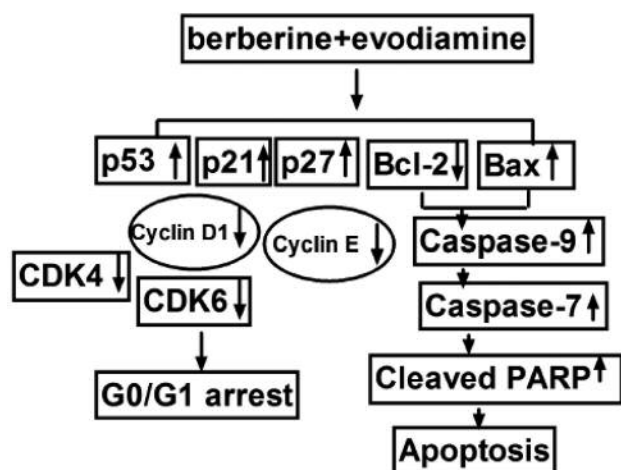 berberine+evodiamine
p53 p21 p27 Bcl-2 Bax
Cyclin D1 Cyclin E Caspase-9
CDK4 CDK6 Caspase-7
G0/G1 arrest Cleaved PARP
Apoptosis